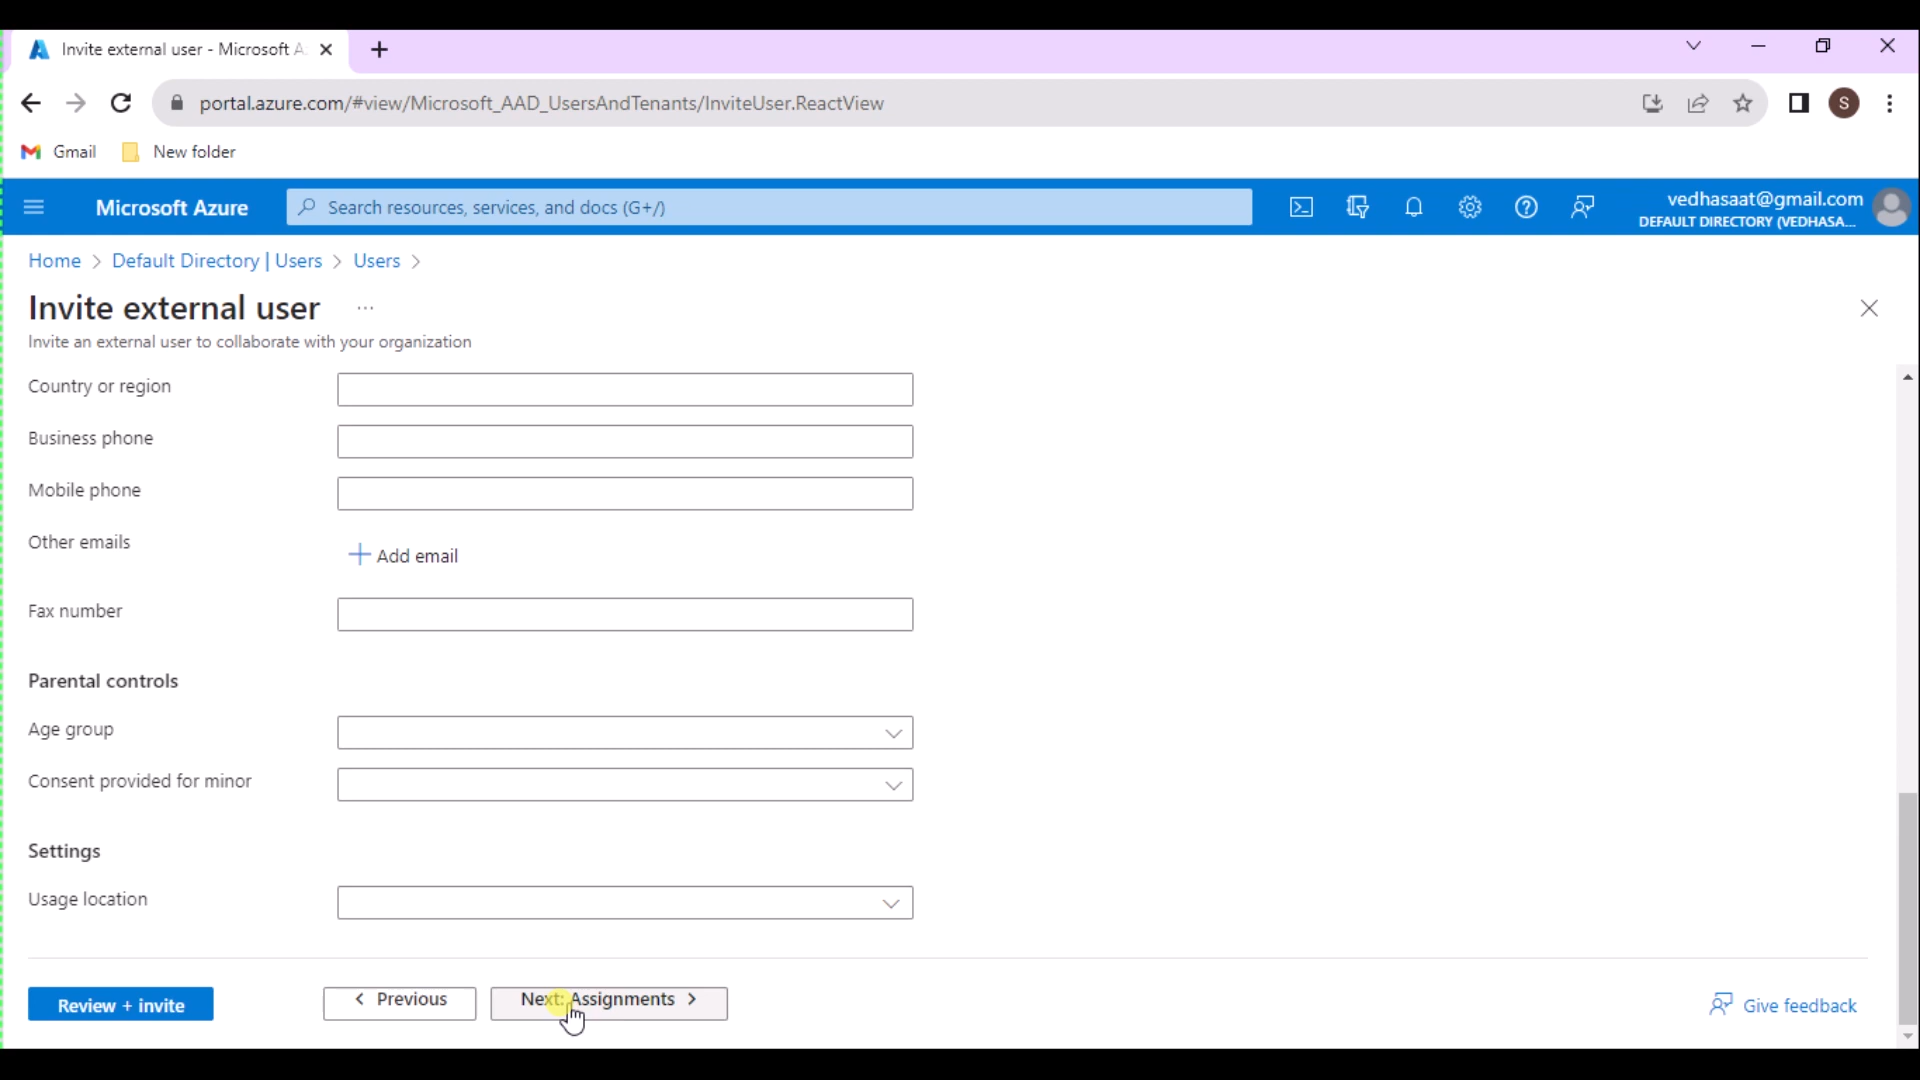 Invite external user - Microsoft A
portal.azure.com/#view/Microsoft_AAD_UsersAndTenants/InviteUser.ReactView
S
Gmail
New folder
Microsoft Azure
Search resources, services, and docs (G+/)
vedhasaat@gmail.com
DEFAULT DIRECTORY (VEDHASA...
Home > Default Directory | Users > Users >
Invite external user ...
Invite an external user to collaborate with your organization
Country or region
Business phone
Mobile phone
Other emails
+ Add email
Fax number
Parental controls
Age group
Consent provided for minor
Settings
Usage location
Review + invite
< Previous
Next: Assignments >
Give feedback